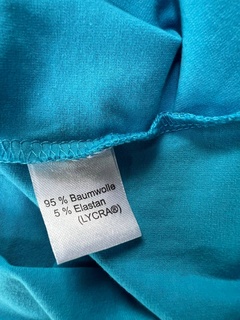 95 % Baumwolle
5 % Elastan
(LYCRA®)